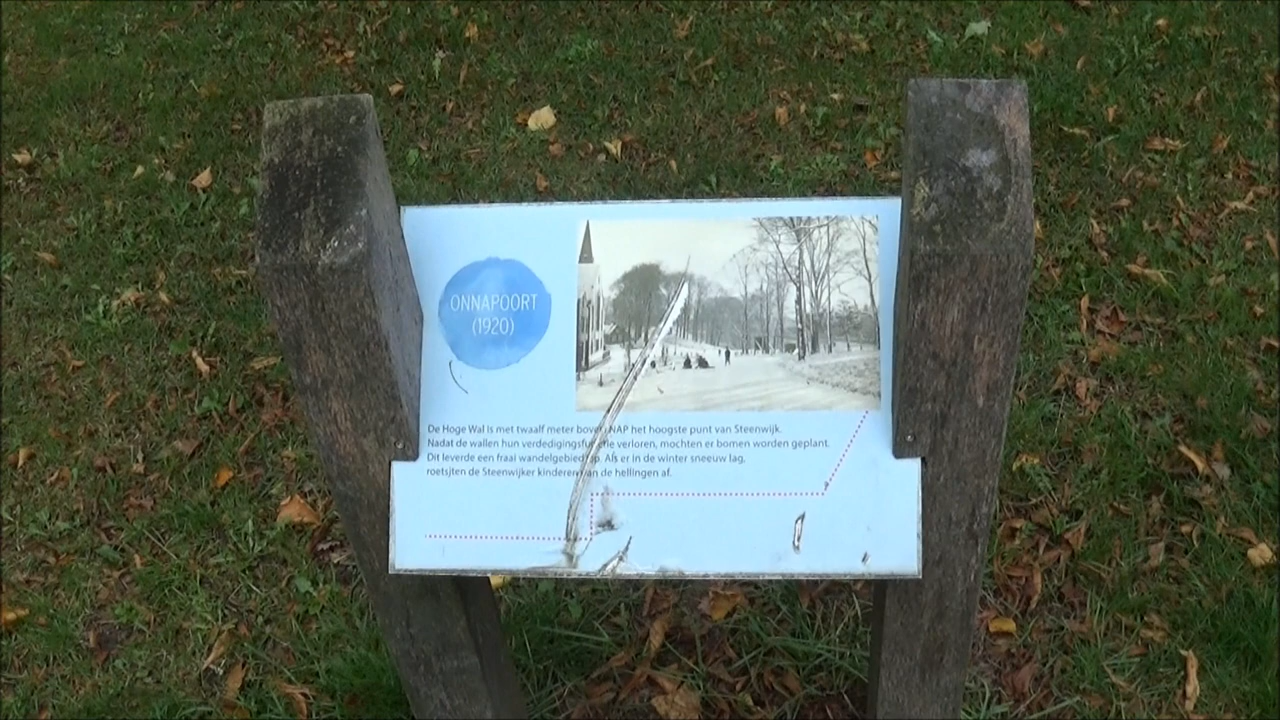 ONNAPOORT
(1920)
De Hoge Wal is met twaalf meter boven NAP het hoogste punt van Steenwijk.
Nadat de wallen hun verdedigingsfunctie verloren, mochten er bomen worden geplant.
Dit leverde een fraai wandelgebied op. Als er in de winter sneeuw lag,
roetsjten de Steenwijker kinderen van de hellingen af.